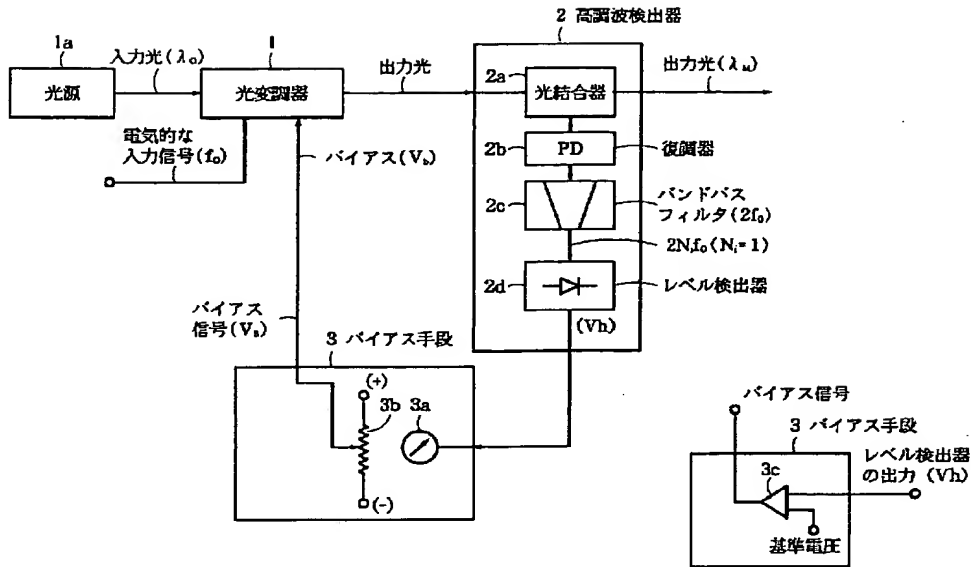 2 高調波検出器
1a
入力光(λ₀)
1
出力光
2a
出力光(λM)
光源
光変調器
光結合器
電気的な
入力信号(f₀)
バイアス(Vb)
2b
PD
復調器
2c
バンドパス
フィルタ(2f₀)
2Nᵢf₀(Nᵢ=1)
2d
レベル検出器
(Vh)
バイアス
信号(VB)
3 バイアス手段
(+)
3b
3a
(-)
バイアス信号
3 バイアス手段
レベル検出器
の出力 (Vh)
3c
基準電圧